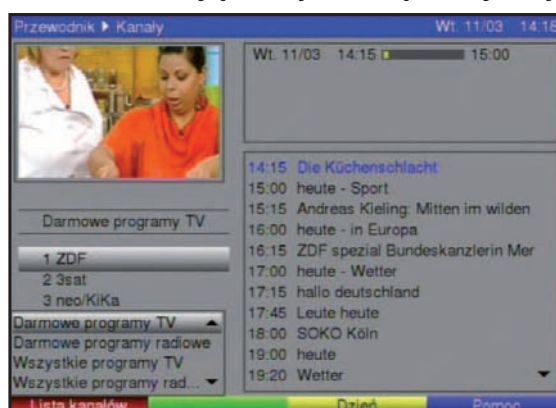 Przewodnik ▶ Kanały
Wt. 11/03 14:18
Wt. 11/03 14:15 15:00
Darmowe programy TV
1 ZDF
2 3sat
3 neo/KiKa
Darmowe programy TV
Darmowe programy radiowe
Wszystkie programy TV
Wszystkie programy rad...
14:15 Die Küchenschlacht
15:00 heute - Sport
15:15 Andreas Kieling: Mitten im wilden
16:00 heute - in Europa
16:15 ZDF spezial Bundeskanzlerin Mer
17:00 heute - Wetter
17:15 hallo deutschland
17:45 Leute heute
18:00 SOKO Köln
19:00 heute
19:20 Wetter
Lista kanałów
Dzień
Pomoc